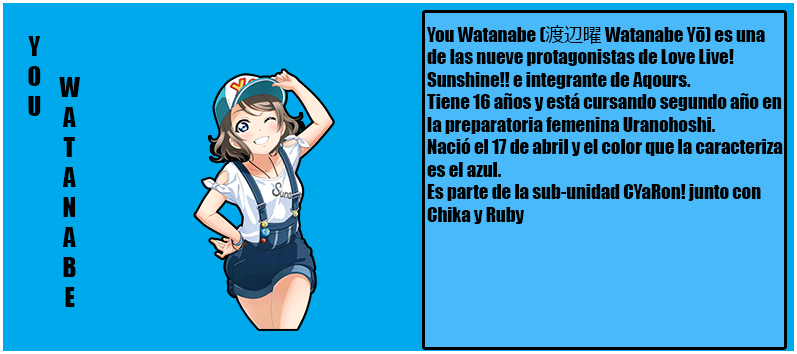 YOU
WATANABE
You Watanabe (渡辺曜 Watanabe Yō) es una
de las nueve protagonistas de Love Live!
Sunshine!! e integrante de Aqours.
Tiene 16 años y está cursando segundo año en
la preparatoria femenina Uranohoshi.
Nació el 17 de abril y el color que la caracteriza
es el azul.
Es parte de la sub-unidad CYaRon! junto con
Chika y Ruby